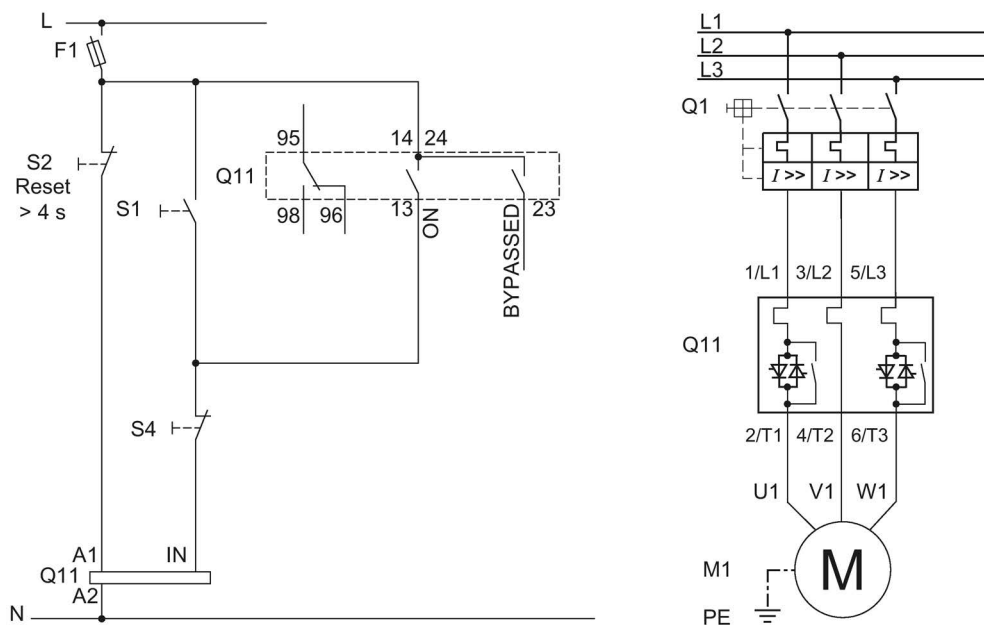 L
F1
S2
Reset
> 4 s
S1
Q11
95
14
24
98
96
13
ON
23
BYPASSED
S4
A1
IN
Q11
A2
N
L1
L2
L3
Q1
I >>
I >>
I >>
1/L1
3/L2
5/L3
Q11
2/T1
4/T2
6/T3
U1
V1
W1
M1
M
PE